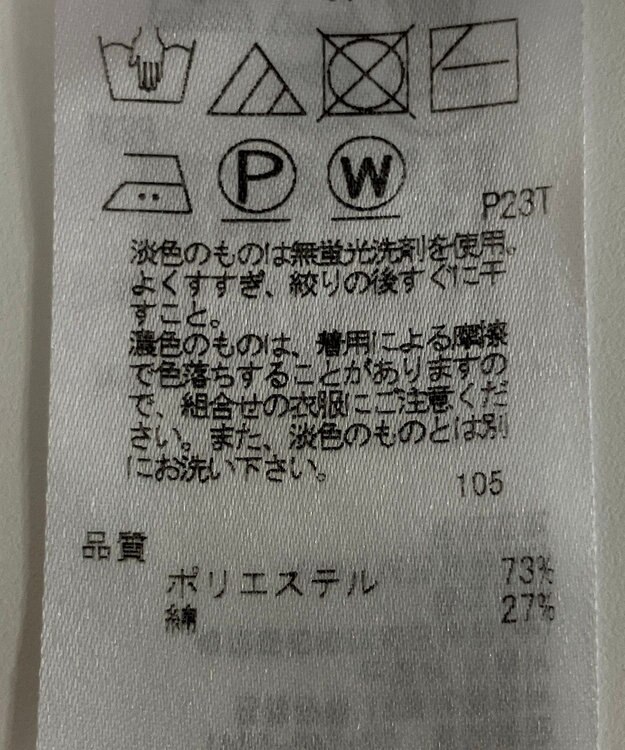 P
W
P23T
淡色のものは無蛍光洗剤を使用。
よくすすぎ、絞りの後すぐに干
すこと。
濃色のものは、着用による摩擦
で色落ちすることがありますの
で、組合せの衣服にご注意くだ
さい。また、淡色のものとは別
にお洗い下さい。
105
品質
ポリエステル 73%
綿 27%